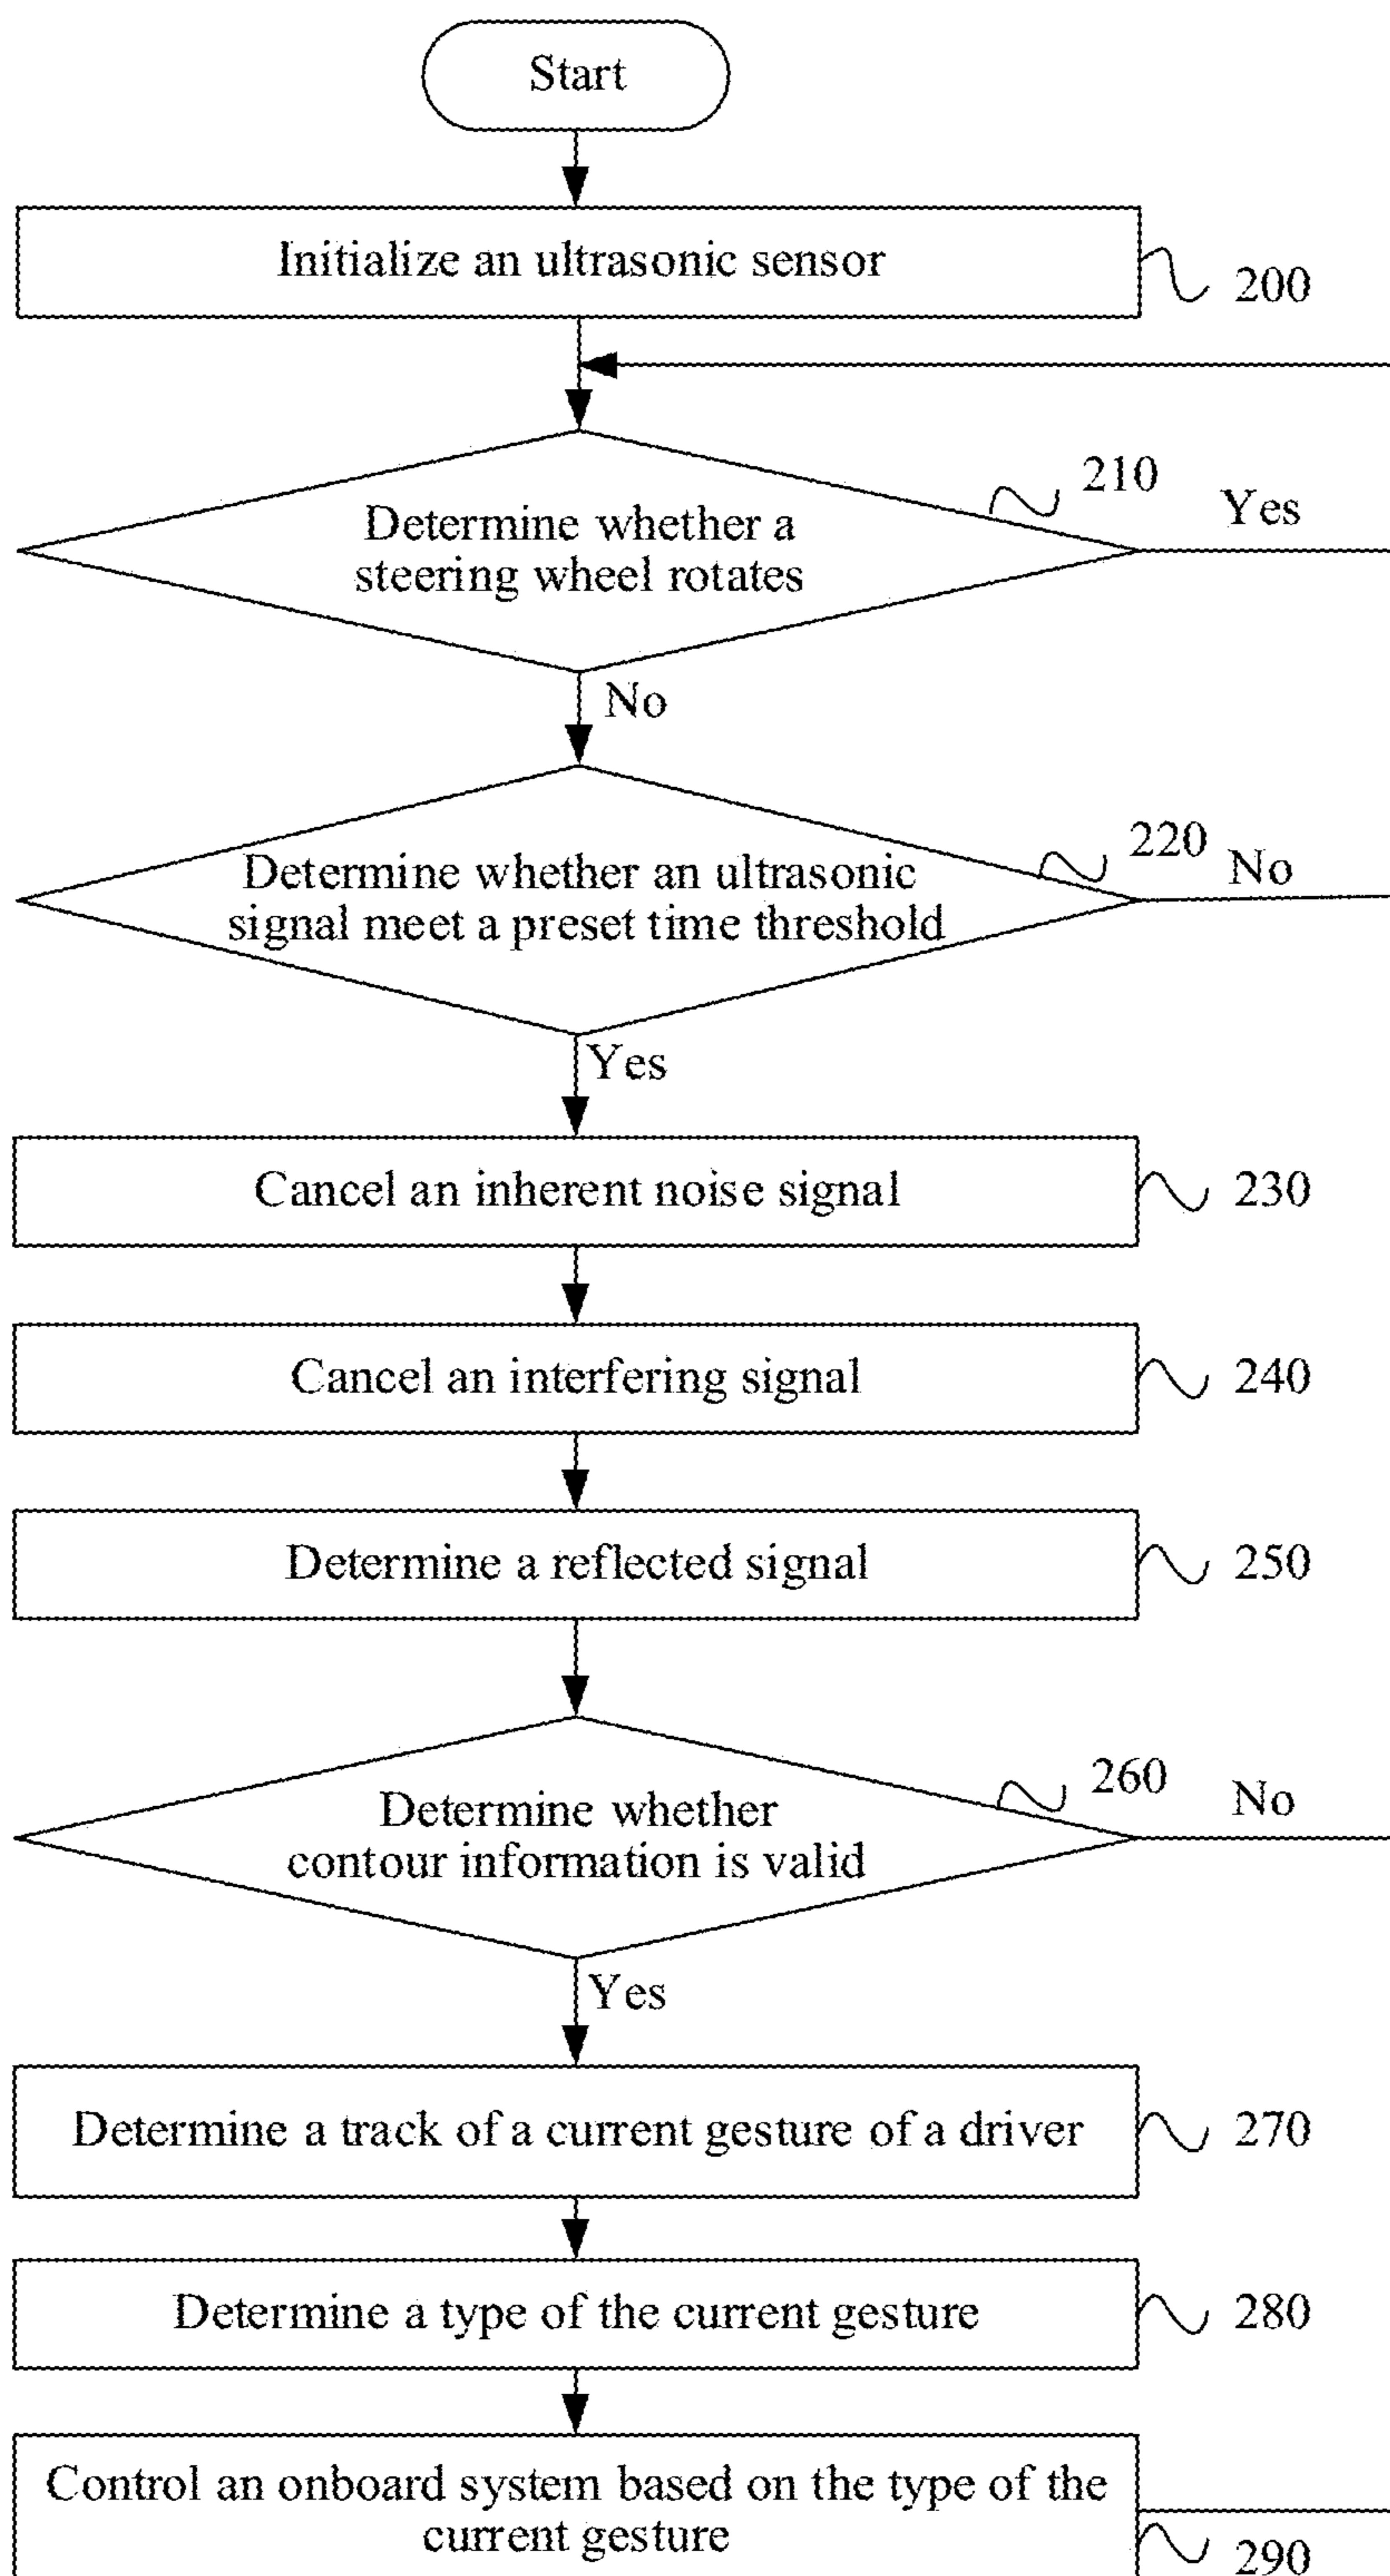 Start
Initialize an ultrasonic sensor
200
210
Yes
Determine whether a
steering wheel rotates
No
220
No
Determine whether an ultrasonic
signal meet a preset time threshold
Yes
Cancel an inherent noise signal
230
Cancel an interfering signal
240
Determine a reflected signal
250
260
No
Determine whether
contour information is valid
Yes
Determine a track of a current gesture of a driver
270
Determine a type of the current gesture
280
Control an onboard system based on the type of the
current gesture
290